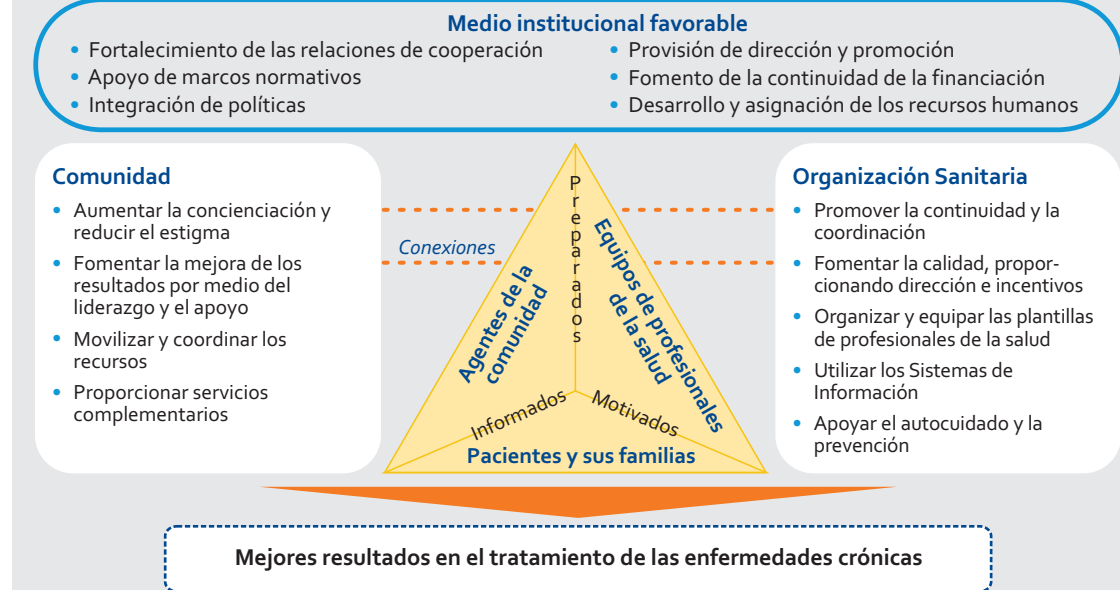 Medio institucional favorable
• Fortalecimiento de las relaciones de cooperación
• Apoyo de marcos normativos
• Integración de políticas
• Provisión de dirección y promoción
• Fomento de la continuidad de la financiación
• Desarrollo y asignación de los recursos humanos
Comunidad
• Aumentar la concienciación y
reducir el estigma
• Fomentar la mejora de los
resultados por medio del
liderazgo y el apoyo
• Movilizar y coordinar los
recursos
• Proporcionar servicios
complementarios
Conexiones
Agentes de la
comunidad
Preparados
Equipos de profesionales
de la salud
Informados
Motivados
Pacientes y sus familias
Organización Sanitaria
• Promover la continuidad y la
coordinación
• Fomentar la calidad, propor-
cionando dirección e incentivos
• Organizar y equipar las plantillas
de profesionales de la salud
• Utilizar los Sistemas de
Información
• Apoyar el autocuidado y la
prevención
Mejores resultados en el tratamiento de las enfermedades crónicas